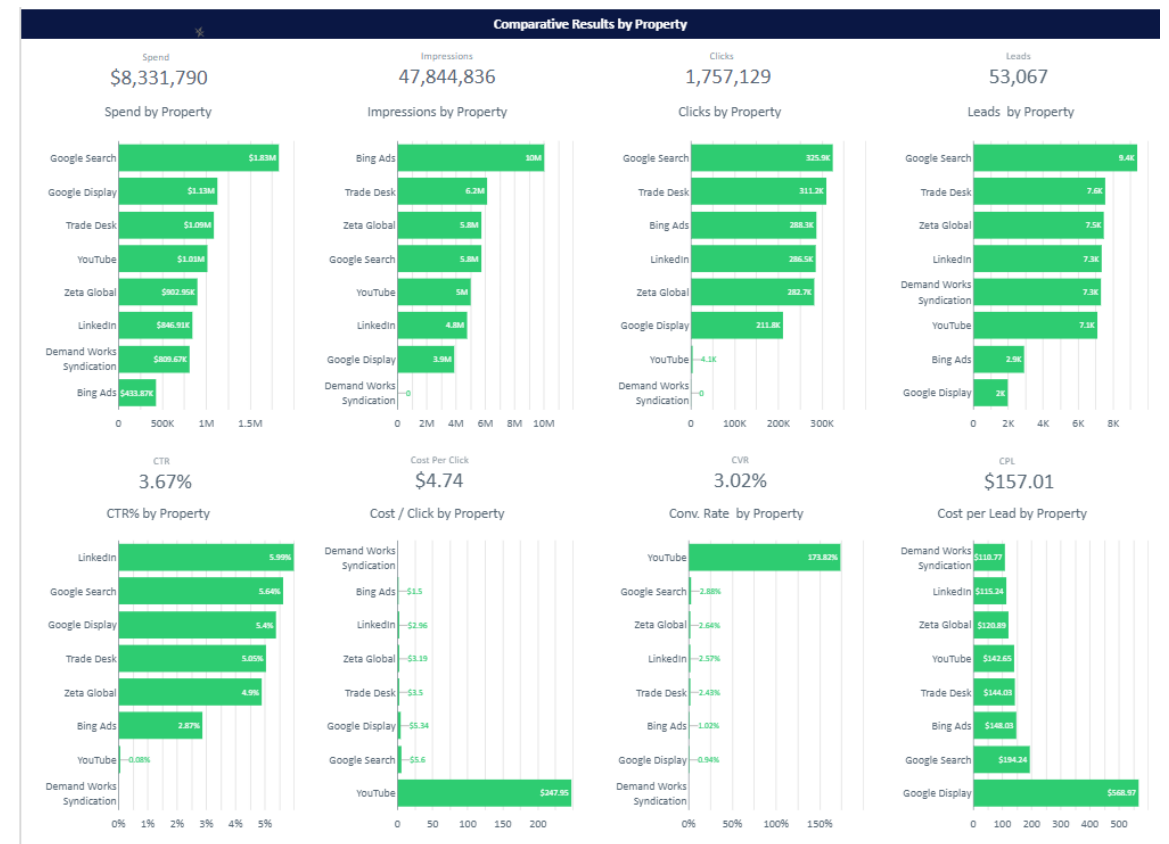 Comparative Results by Property
Spend
$8,331,790
Spend by Property
Google Search $1.83M
Google Display $1.13M
Trade Desk $1.09M
YouTube $1.01M
Zeta Global $902.95K
LinkedIn $846.91K
Demand Works
Syndication $809.67K
Bing Ads $433.87K
0 500K 1M 1.5M
Impressions
47,844,836
Impressions by Property
Bing Ads 10M
Trade Desk 6.2M
Zeta Global 5.8M
Google Search 5.8M
YouTube 5M
LinkedIn 4.8M
Google Display 3.9M
Demand Works
Syndication 0
0 2M 4M 6M 8M 10M
Clicks
1,757,129
Clicks by Property
Google Search 325.9K
Trade Desk 311.2K
Bing Ads 288.3K
LinkedIn 286.5K
Zeta Global 282.7K
Google Display 211.8K
YouTube 4.1K
Demand Works
Syndication 0
0 100K 200K 300K
Leads
53,067
Leads by Property
Google Search 9.4K
Trade Desk 7.6K
Zeta Global 7.5K
LinkedIn 7.3K
Demand Works
Syndication 7.3K
YouTube 7.1K
Bing Ads 2.9K
Google Display 2K
0 2K 4K 6K 8K
CTR
3.67%
CTR% by Property
LinkedIn 5.99%
Google Search 5.64%
Google Display 5.4%
Trade Desk 5.05%
Zeta Global 4.9%
Bing Ads 2.87%
YouTube 0.08%
Demand Works
Syndication
0% 1% 2% 3% 4% 5%
Cost Per Click
$4.74
Cost / Click by Property
Demand Works
Syndication
Bing Ads $1.5
LinkedIn $2.96
Zeta Global $3.19
Trade Desk $3.5
Google Display $5.34
Google Search $5.6
YouTube $247.95
0 50 100 150 200
CVR
3.02%
Conv. Rate by Property
YouTube 173.82%
Google Search 2.88%
Zeta Global 2.64%
LinkedIn 2.57%
Trade Desk 2.43%
Bing Ads 1.02%
Google Display 0.94%
Demand Works
Syndication
0% 50% 100% 150%
CPL
$157.01
Cost per Lead by Property
Demand Works
Syndication $110.77
LinkedIn $115.24
Zeta Global $120.89
YouTube $142.65
Trade Desk $144.03
Bing Ads $148.03
Google Search $194.24
Google Display $568.97
0 100 200 300 400 500